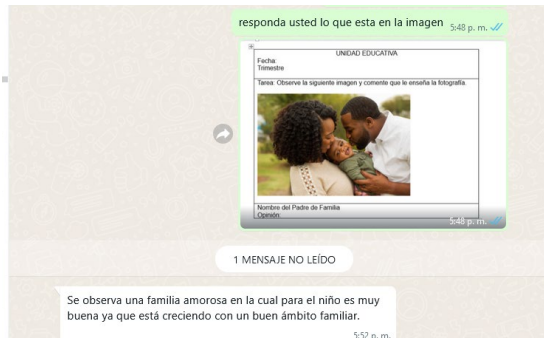 responda usted lo que esta en la imagen 5:48 p. m.
UNIDAD EDUCATIVA
Fecha:
Trimestre
Tarea: Observe la siguiente imagen y comente que le enseña la fotografía.
Nombre del Padre de Familia
Opinión:
5:48 p. m.
1 MENSAJE NO LEÍDO
Se observa una familia amorosa en la cual para el niño es muy
buena ya que está creciendo con un buen ámbito familiar.
5:52 p. m.